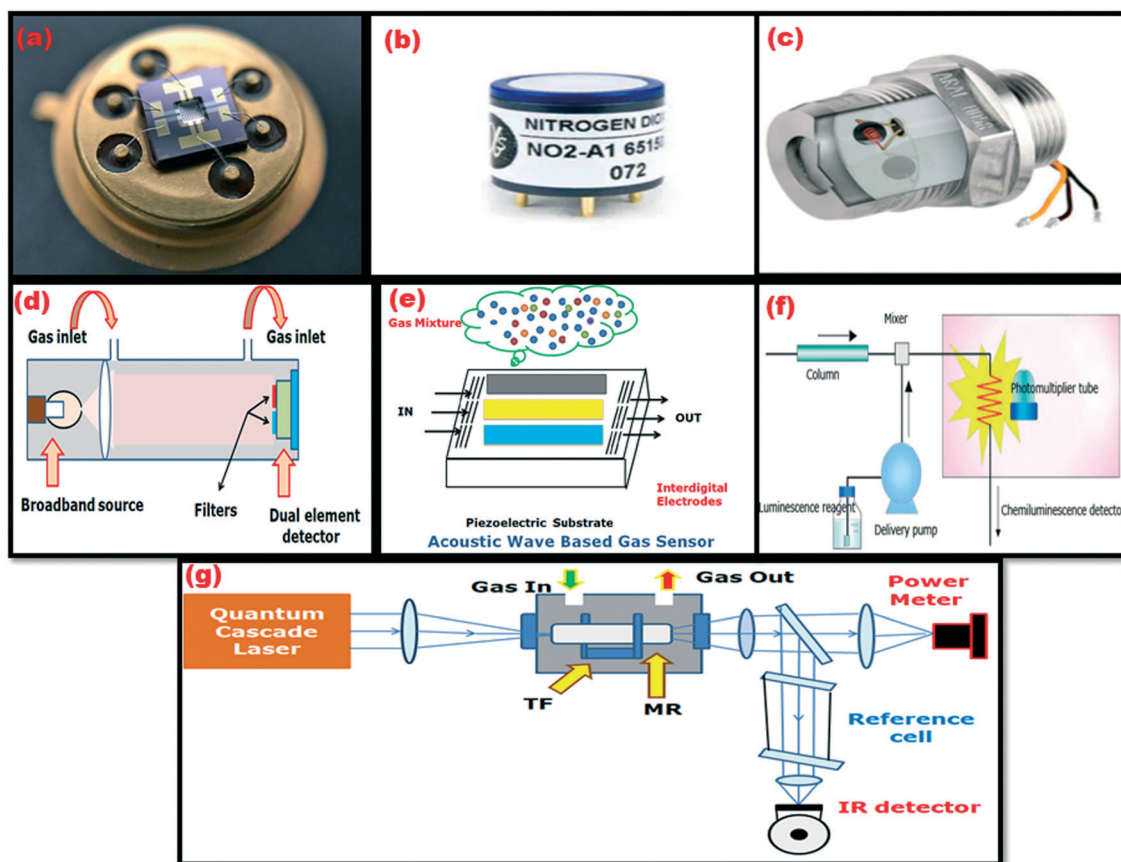 (a)
(b)
NITROGEN DIO
NO2-A1 6515
072
(c)
(d)
Gas inlet
Gas inlet
Broadband source
Filters
Dual element
detector
(e)
Gas Mixture
IN
OUT
Interdigital
Electrodes
Piezoelectric Substrate
Acoustic Wave Based Gas Sensor
(f)
Mixer
Column
Photomultiplier tube
Luminescence reagent
Delivery pump
Chemiluminescence detector
(g)
Gas In
Gas Out
Quantum
Cascade
Laser
Power
Meter
TF
MR
Reference
cell
IR detector